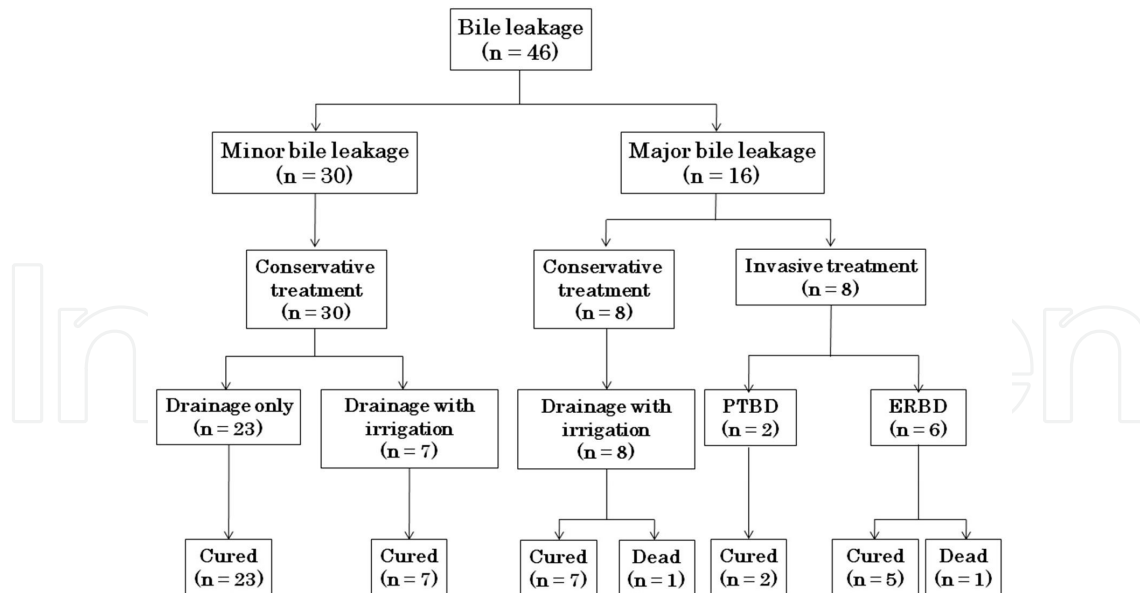 Bile leakage
(n = 46)
Minor bile leakage
(n = 30)
Major bile leakage
(n = 16)
Conservative
treatment
(n = 30)
Conservative
treatment
(n = 8)
Invasive treatment
(n = 8)
Drainage only
(n = 23)
Drainage with
irrigation
(n = 7)
Drainage with
irrigation
(n = 8)
PTBD
(n = 2)
ERBD
(n = 6)
Cured
(n = 23)
Cured
(n = 7)
Cured
(n = 7)
Dead
(n = 1)
Cured
(n = 2)
Cured
(n = 5)
Dead
(n = 1)